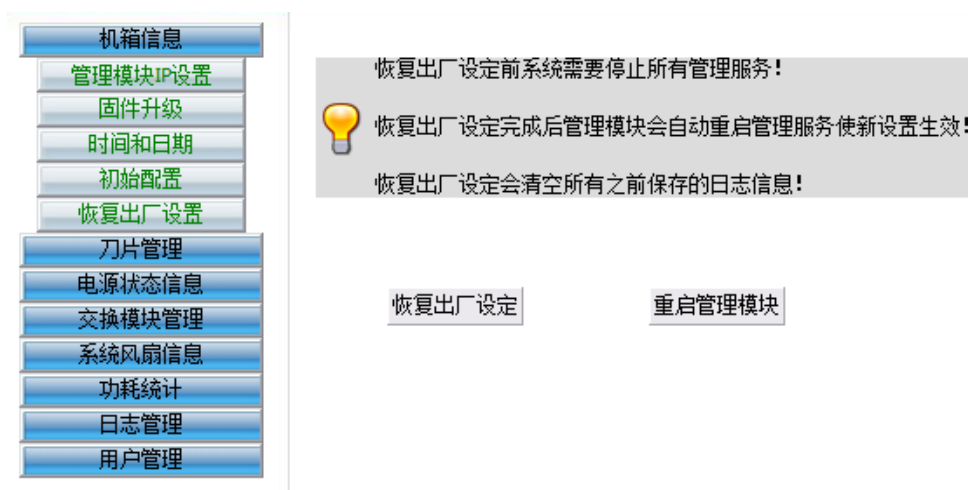 机箱信息
管理模块IP设置
固件升级
时间和日期
初始配置
恢复出厂设置
刀片管理
电源状态信息
交换模块管理
系统风扇信息
功耗统计
日志管理
用户管理
恢复出厂设定前系统需要停止所有管理服务!
恢复出厂设定完成后管理模块会自动重启管理服务使新设置生效!
恢复出厂设定会清空所有之前保存的日志信息!
恢复出厂设定
重启管理模块